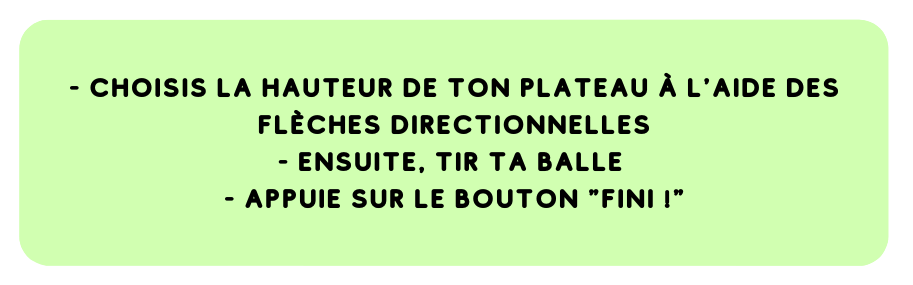 - CHOISIS LA HAUTEUR DE TON PLATEAU À L'AIDE DES
FLÈCHES DIRECTIONNELLES
- ENSUITE, TIR TA BALLE
- APPUIE SUR LE BOUTON "FINI !"